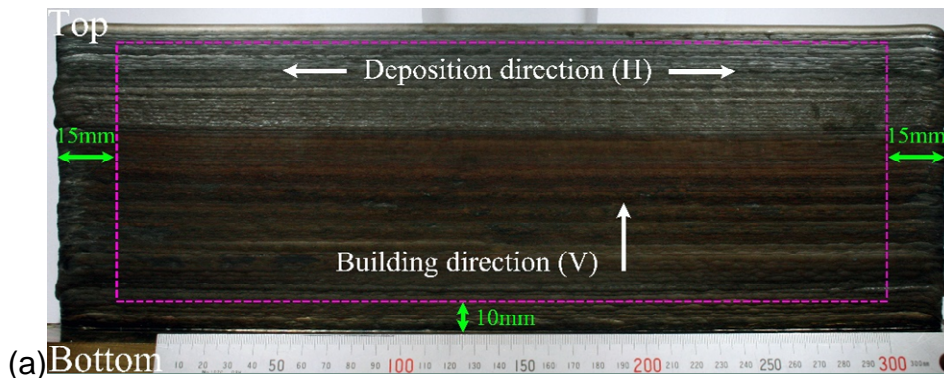 Top
Deposition direction (H)
15mm
15mm
Building direction (V)
10mm
(a)
Bottom
10 20 30 40 50 60 70 80 90 100 110 120 130 140 150 160 170 180 190 200 210 220 230 240 250 260 270 280 290 300 300mm